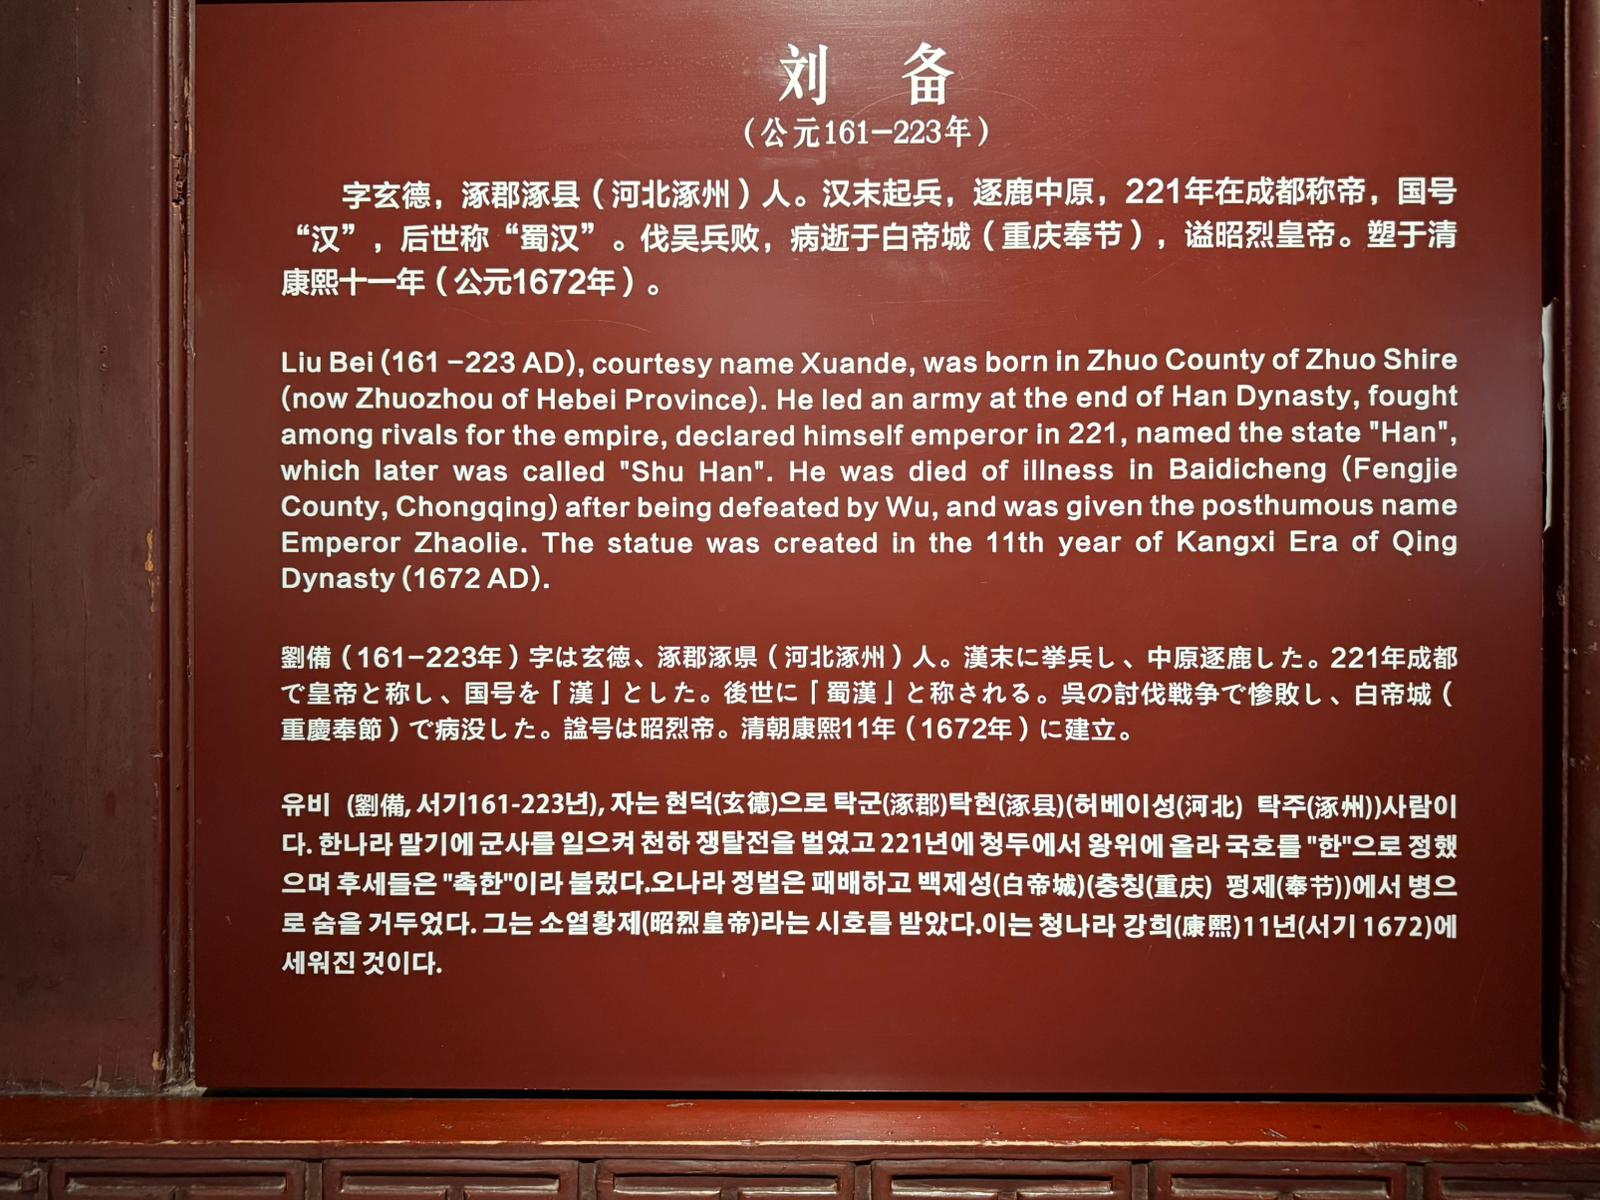 刘 备
（公元161－223年）
字玄德，涿郡涿县（河北涿州）人。汉末起兵，逐鹿中原，221年在成都称帝，国号
“汉”，后世称“蜀汉”。伐吴兵败，病逝于白帝城（重庆奉节），谥昭烈皇帝。塑于清
康熙十一年（公元1672年）。
Liu Bei (161 –223 AD), courtesy name Xuande, was born in Zhuo County of Zhuo Shire
(now Zhuozhou of Hebei Province). He led an army at the end of Han Dynasty, fought
among rivals for the empire, declared himself emperor in 221, named the state "Han",
which later was called "Shu Han". He was died of illness in Baidicheng (Fengjie
County, Chongqing) after being defeated by Wu, and was given the posthumous name
Emperor Zhaolie. The statue was created in the 11th year of Kangxi Era of Qing
Dynasty (1672 AD).
劉備（161－223年）字は玄徳、涿郡涿県（河北涿州）人。漢末に挙兵し、中原逐鹿した。221年成都
で皇帝と称し、国号を「漢」とした。後世に「蜀漢」と称される。呉の討伐戦争で惨敗し、白帝城（
重慶奉節）で病没した。諡号は昭烈帝。清朝康熙11年（1672年）に建立。
유비 (劉備, 서기161-223년), 자는 현덕(玄德)으로 탁군(涿郡)탁현(涿县)(허베이성(河北) 탁주(涿州))사람이
다. 한나라 말기에 군사를 일으켜 천하 쟁탈전을 벌였고 221년에 청두에서 왕위에 올라 국호를 "한"으로 정했
으며 후세들은 "촉한"이라 불렀다.오나라 정벌은 패배하고 백제성(白帝城)(충칭(重庆) 펑제(奉节))에서 병으
로 숨을 거두었다. 그는 소열황제(昭烈皇帝)라는 시호를 받았다.이는 청나라 강희(康熙)11년(서기 1672)에
세워진 것이다.